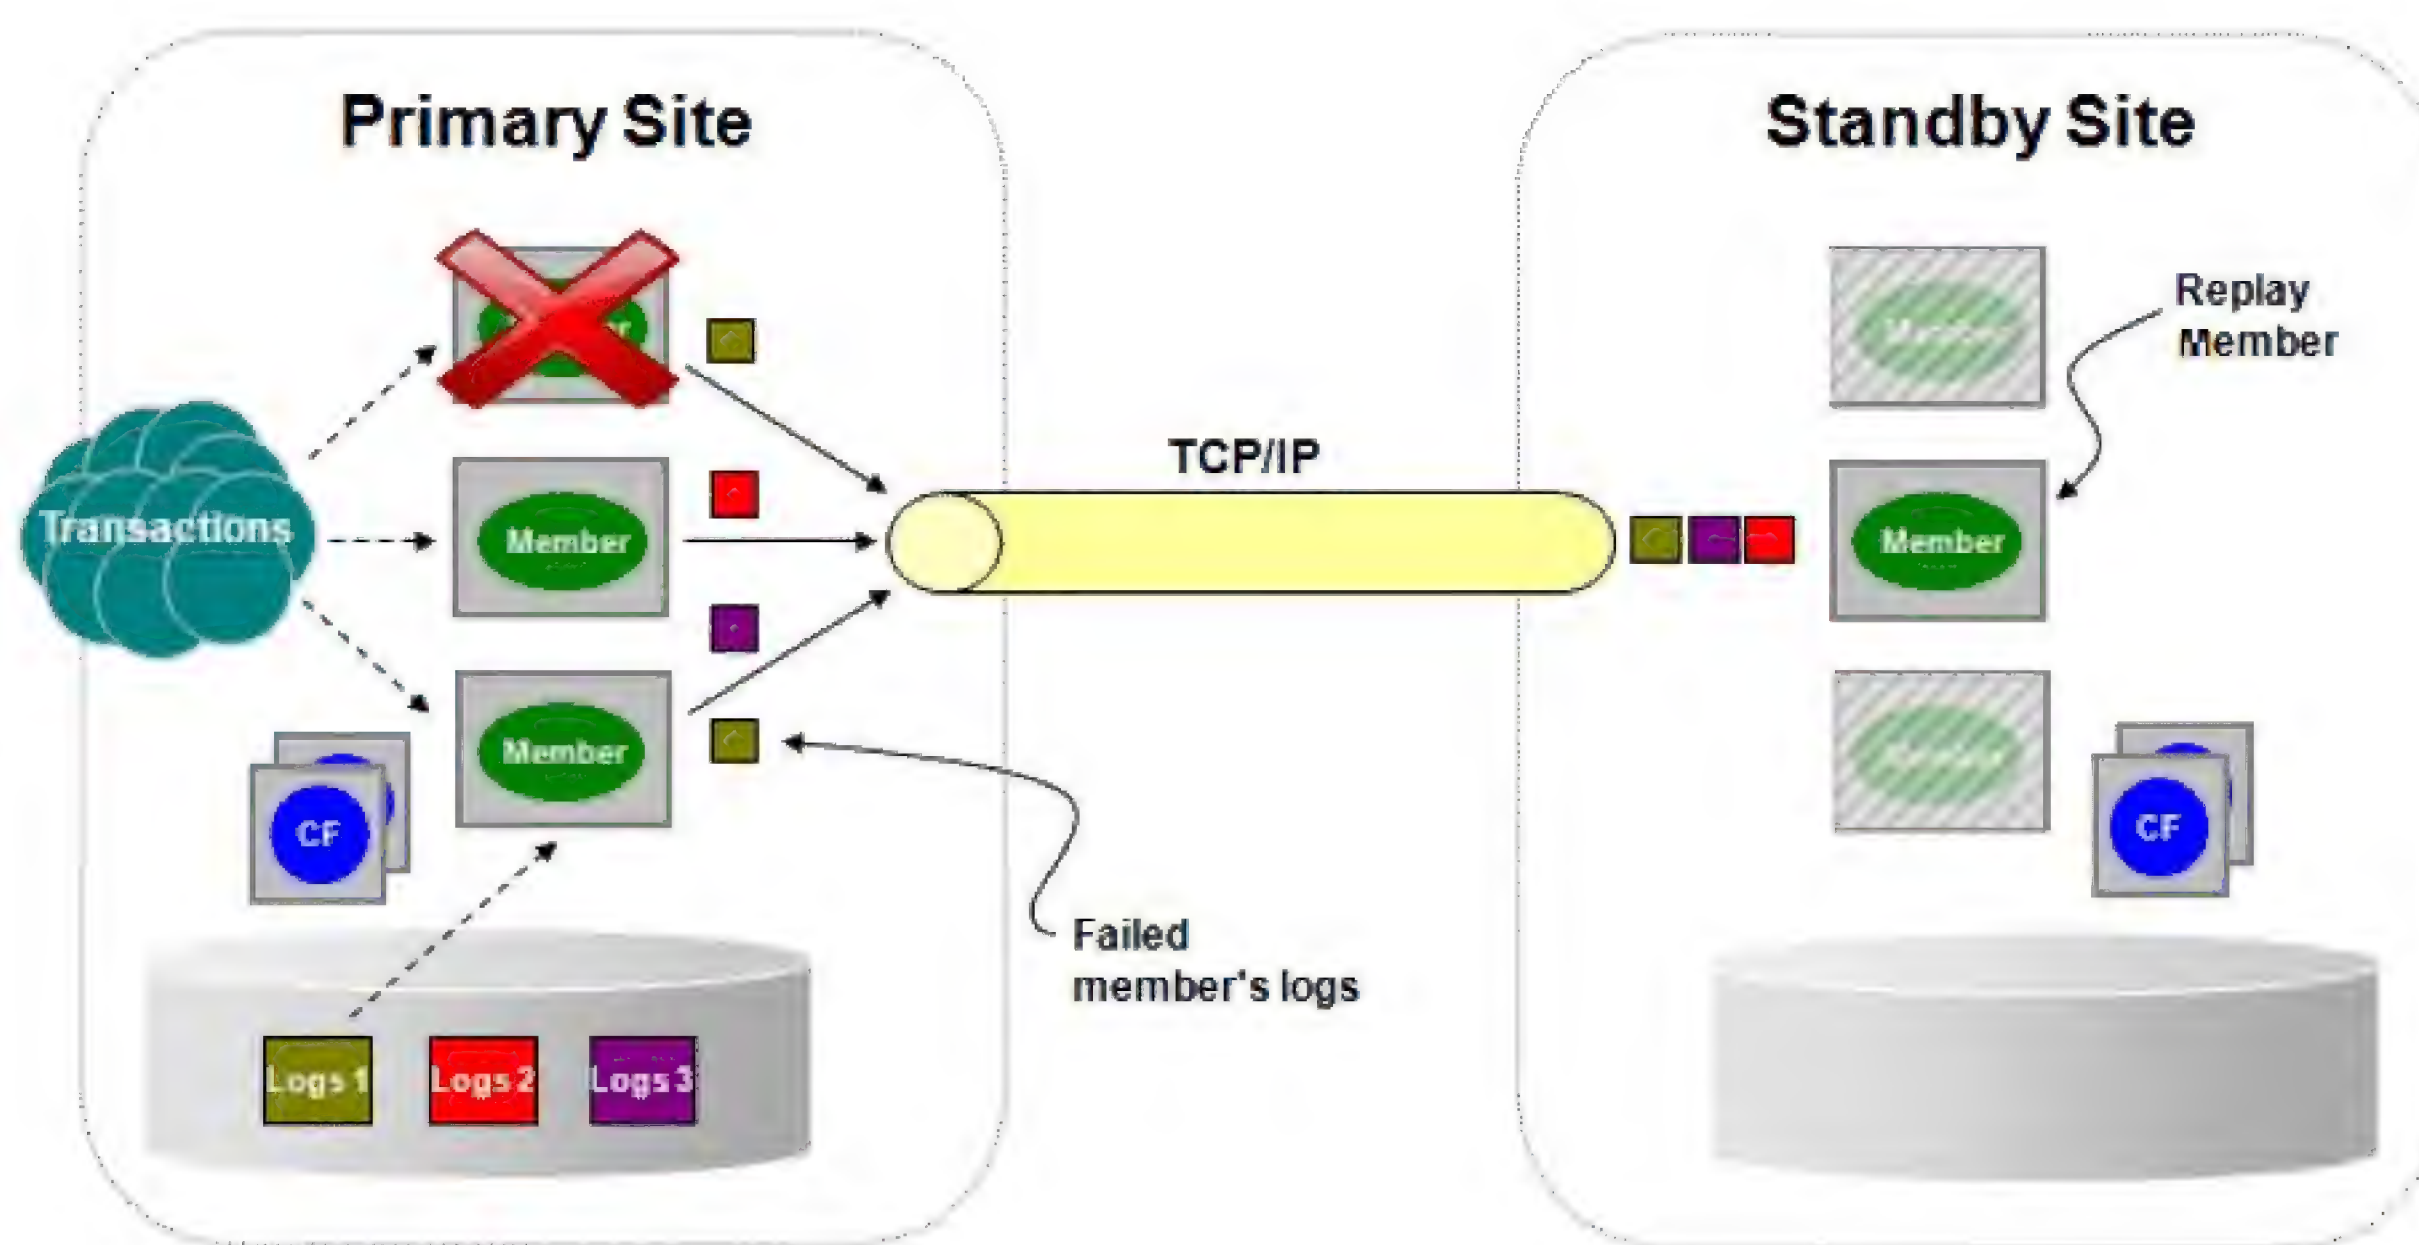 Primary Site
Standby Site
Replay
Member
TCP/IP
Transactions
Member
Member
Member
Member
CF
CF
Failed
member's logs
Logs 1
Logs 2
Logs 3